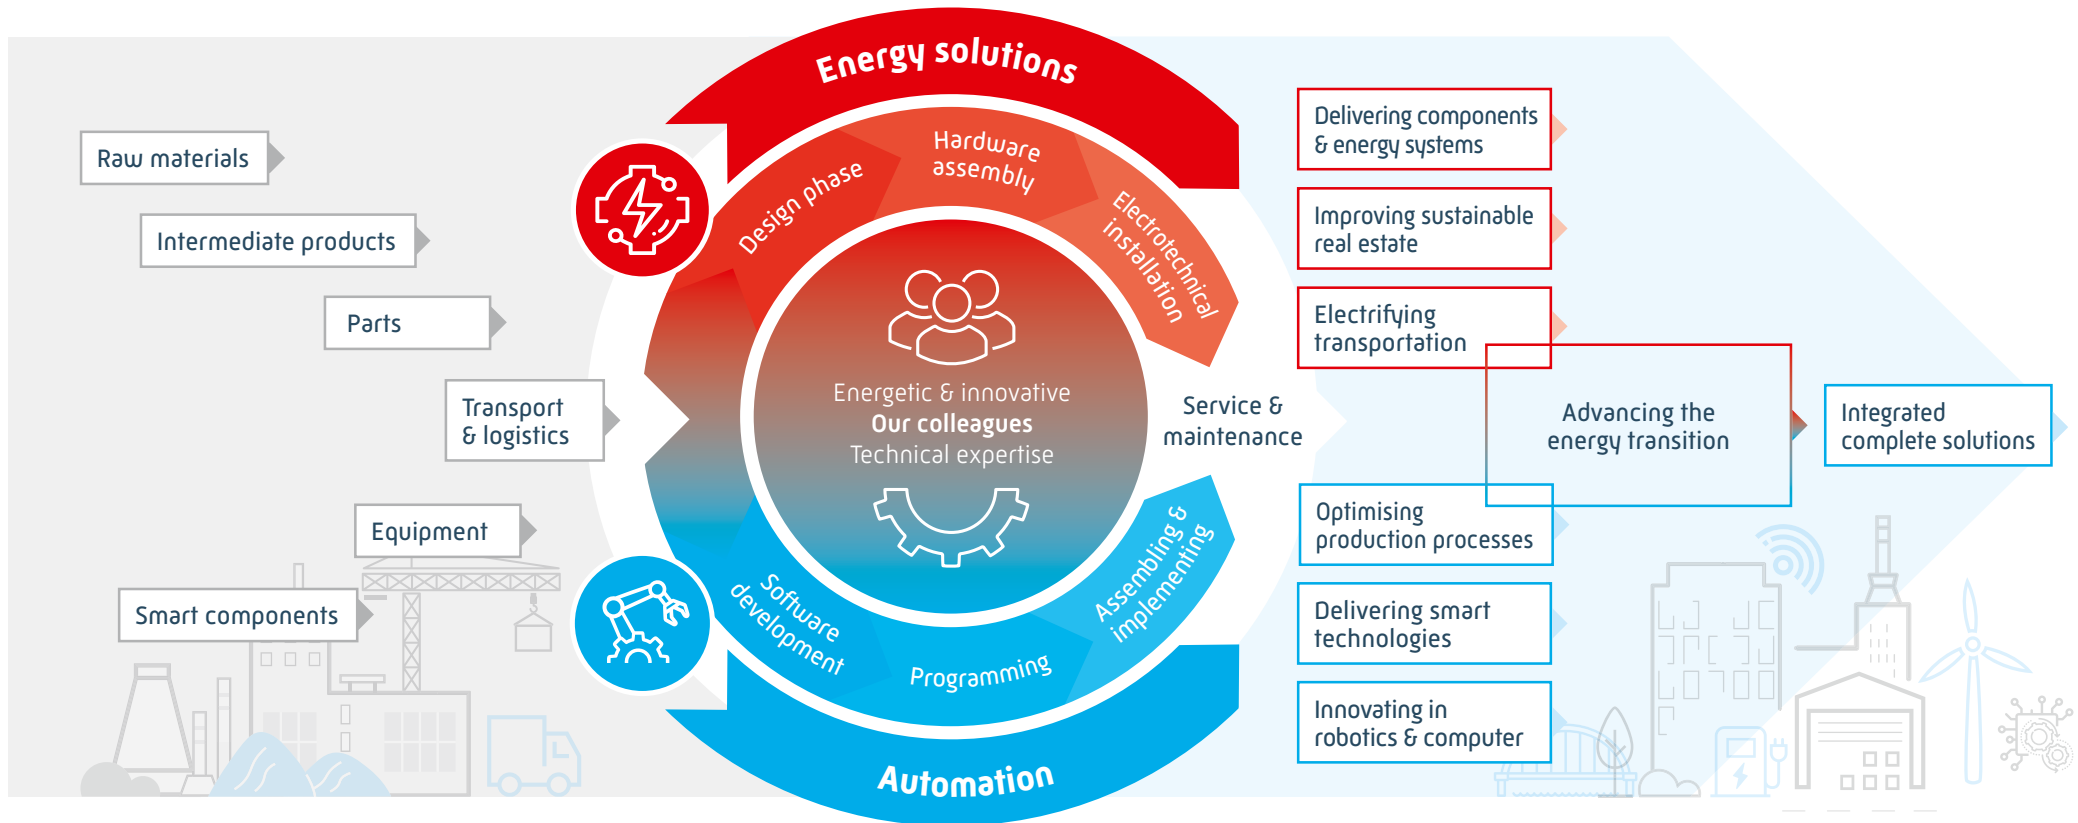 Energy solutions
Raw materials
Intermediate products
Parts
Transport
& logistics
Equipment
Smart components
Design phase
Hardware
assembly
Electrotechnical
installation
Energetic & innovative
Our colleagues
Technical expertise
Service &
maintenance
Software
development
Programming
Assembling &
implementing
Automation
Delivering components
& energy systems
Improving sustainable
real estate
Electrifying
transportation
Advancing the
energy transition
Integrated
complete solutions
Optimising
production processes
Delivering smart
technologies
Innovating in
robotics & computer